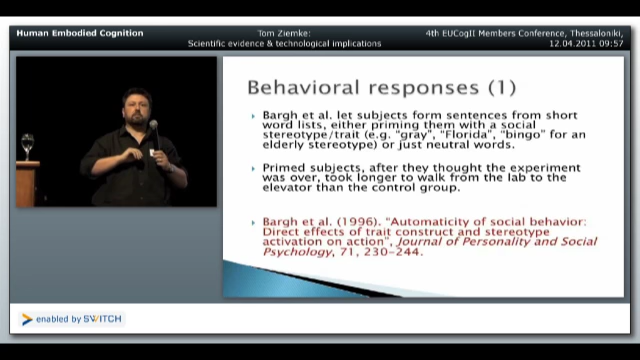 Human Embodied Cognition
Tom Ziemke:
Scientific evidence & technological implications
4th EUCogII Members Conference, Thessaloniki,
12.04.2011 09:57
Behavioral responses (1)
Bargh et al. let subjects form sentences from short
word lists, either priming them with a social
stereotype/trait (e.g. "gray", "Florida", "bingo" for an
elderly stereotype) or just neutral words.
Primed subjects, after they thought the experiment
was over, took longer to walk from the lab to the
elevator than the control group.
Bargh et al. (1996). "Automaticity of social behavior:
Direct effects of trait construct and stereotype
activation on action", Journal of Personality and Social
Psychology, 71, 230-244.
enabled by SWITCH